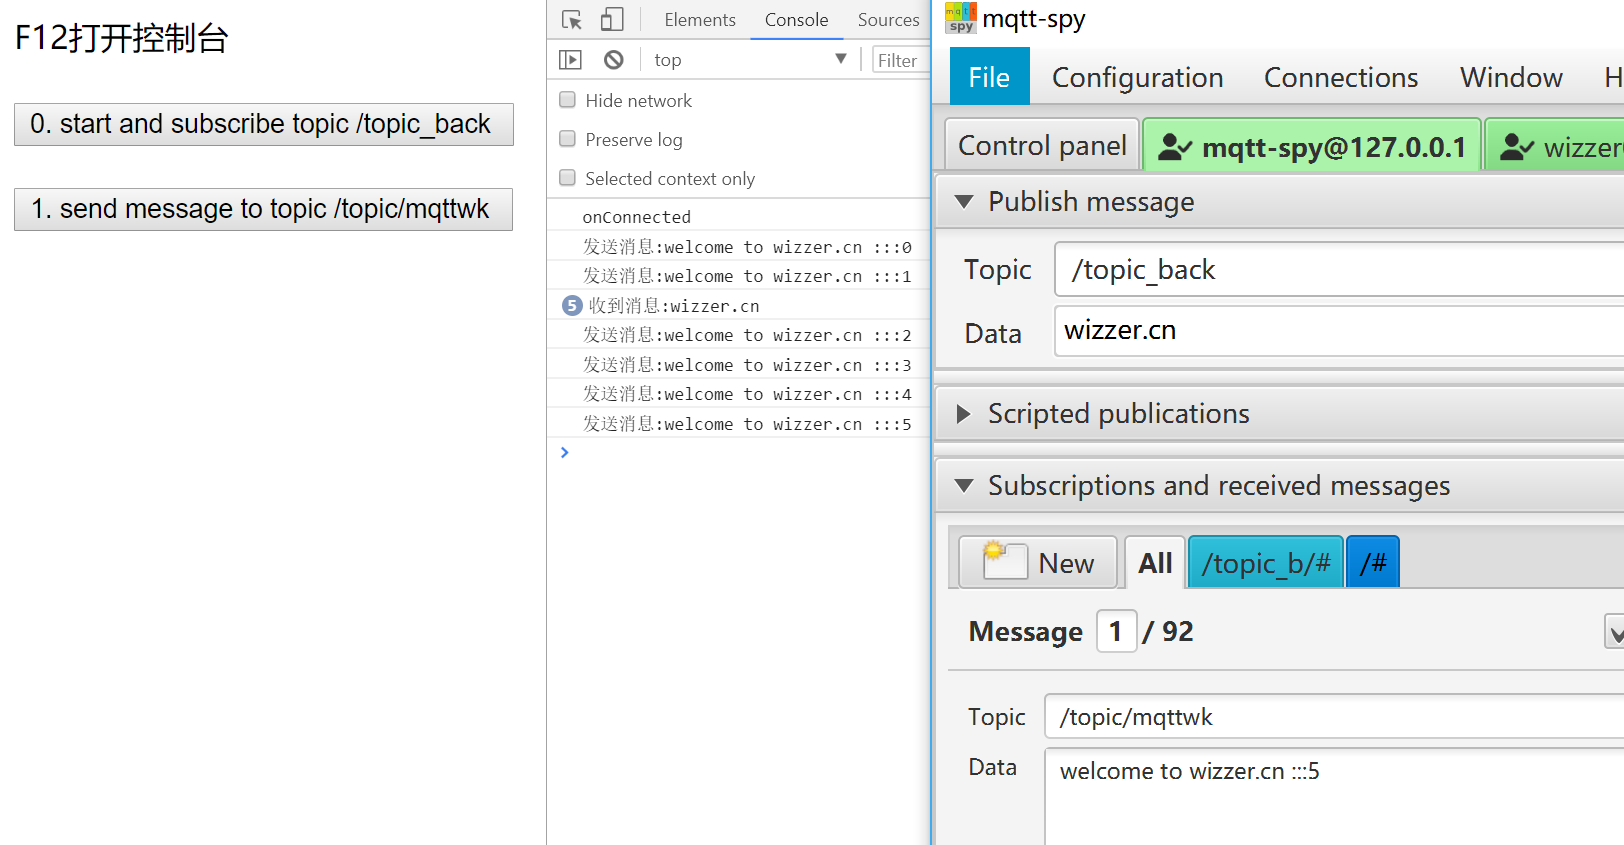 F12打开控制台
0. start and subscribe topic /topic_back
1. send message to topic /topic/mqttwk
Elements Console Sources
top Filter
Hide network
Preserve log
Selected context only
onConnected
发送消息:welcome to wizzer.cn :::0
发送消息:welcome to wizzer.cn :::1
5 收到消息:wizzer.cn
发送消息:welcome to wizzer.cn :::2
发送消息:welcome to wizzer.cn :::3
发送消息:welcome to wizzer.cn :::4
发送消息:welcome to wizzer.cn :::5
mqtt spy
mqtt-spy
File Configuration Connections Window H
Control panel mqtt-spy@127.0.0.1 wizzer
Publish message
Topic /topic_back
Data wizzer.cn
Scripted publications
Subscriptions and received messages
New All /topic_b/# /#
Message 1 / 92
Topic /topic/mqttwk
Data welcome to wizzer.cn :::5